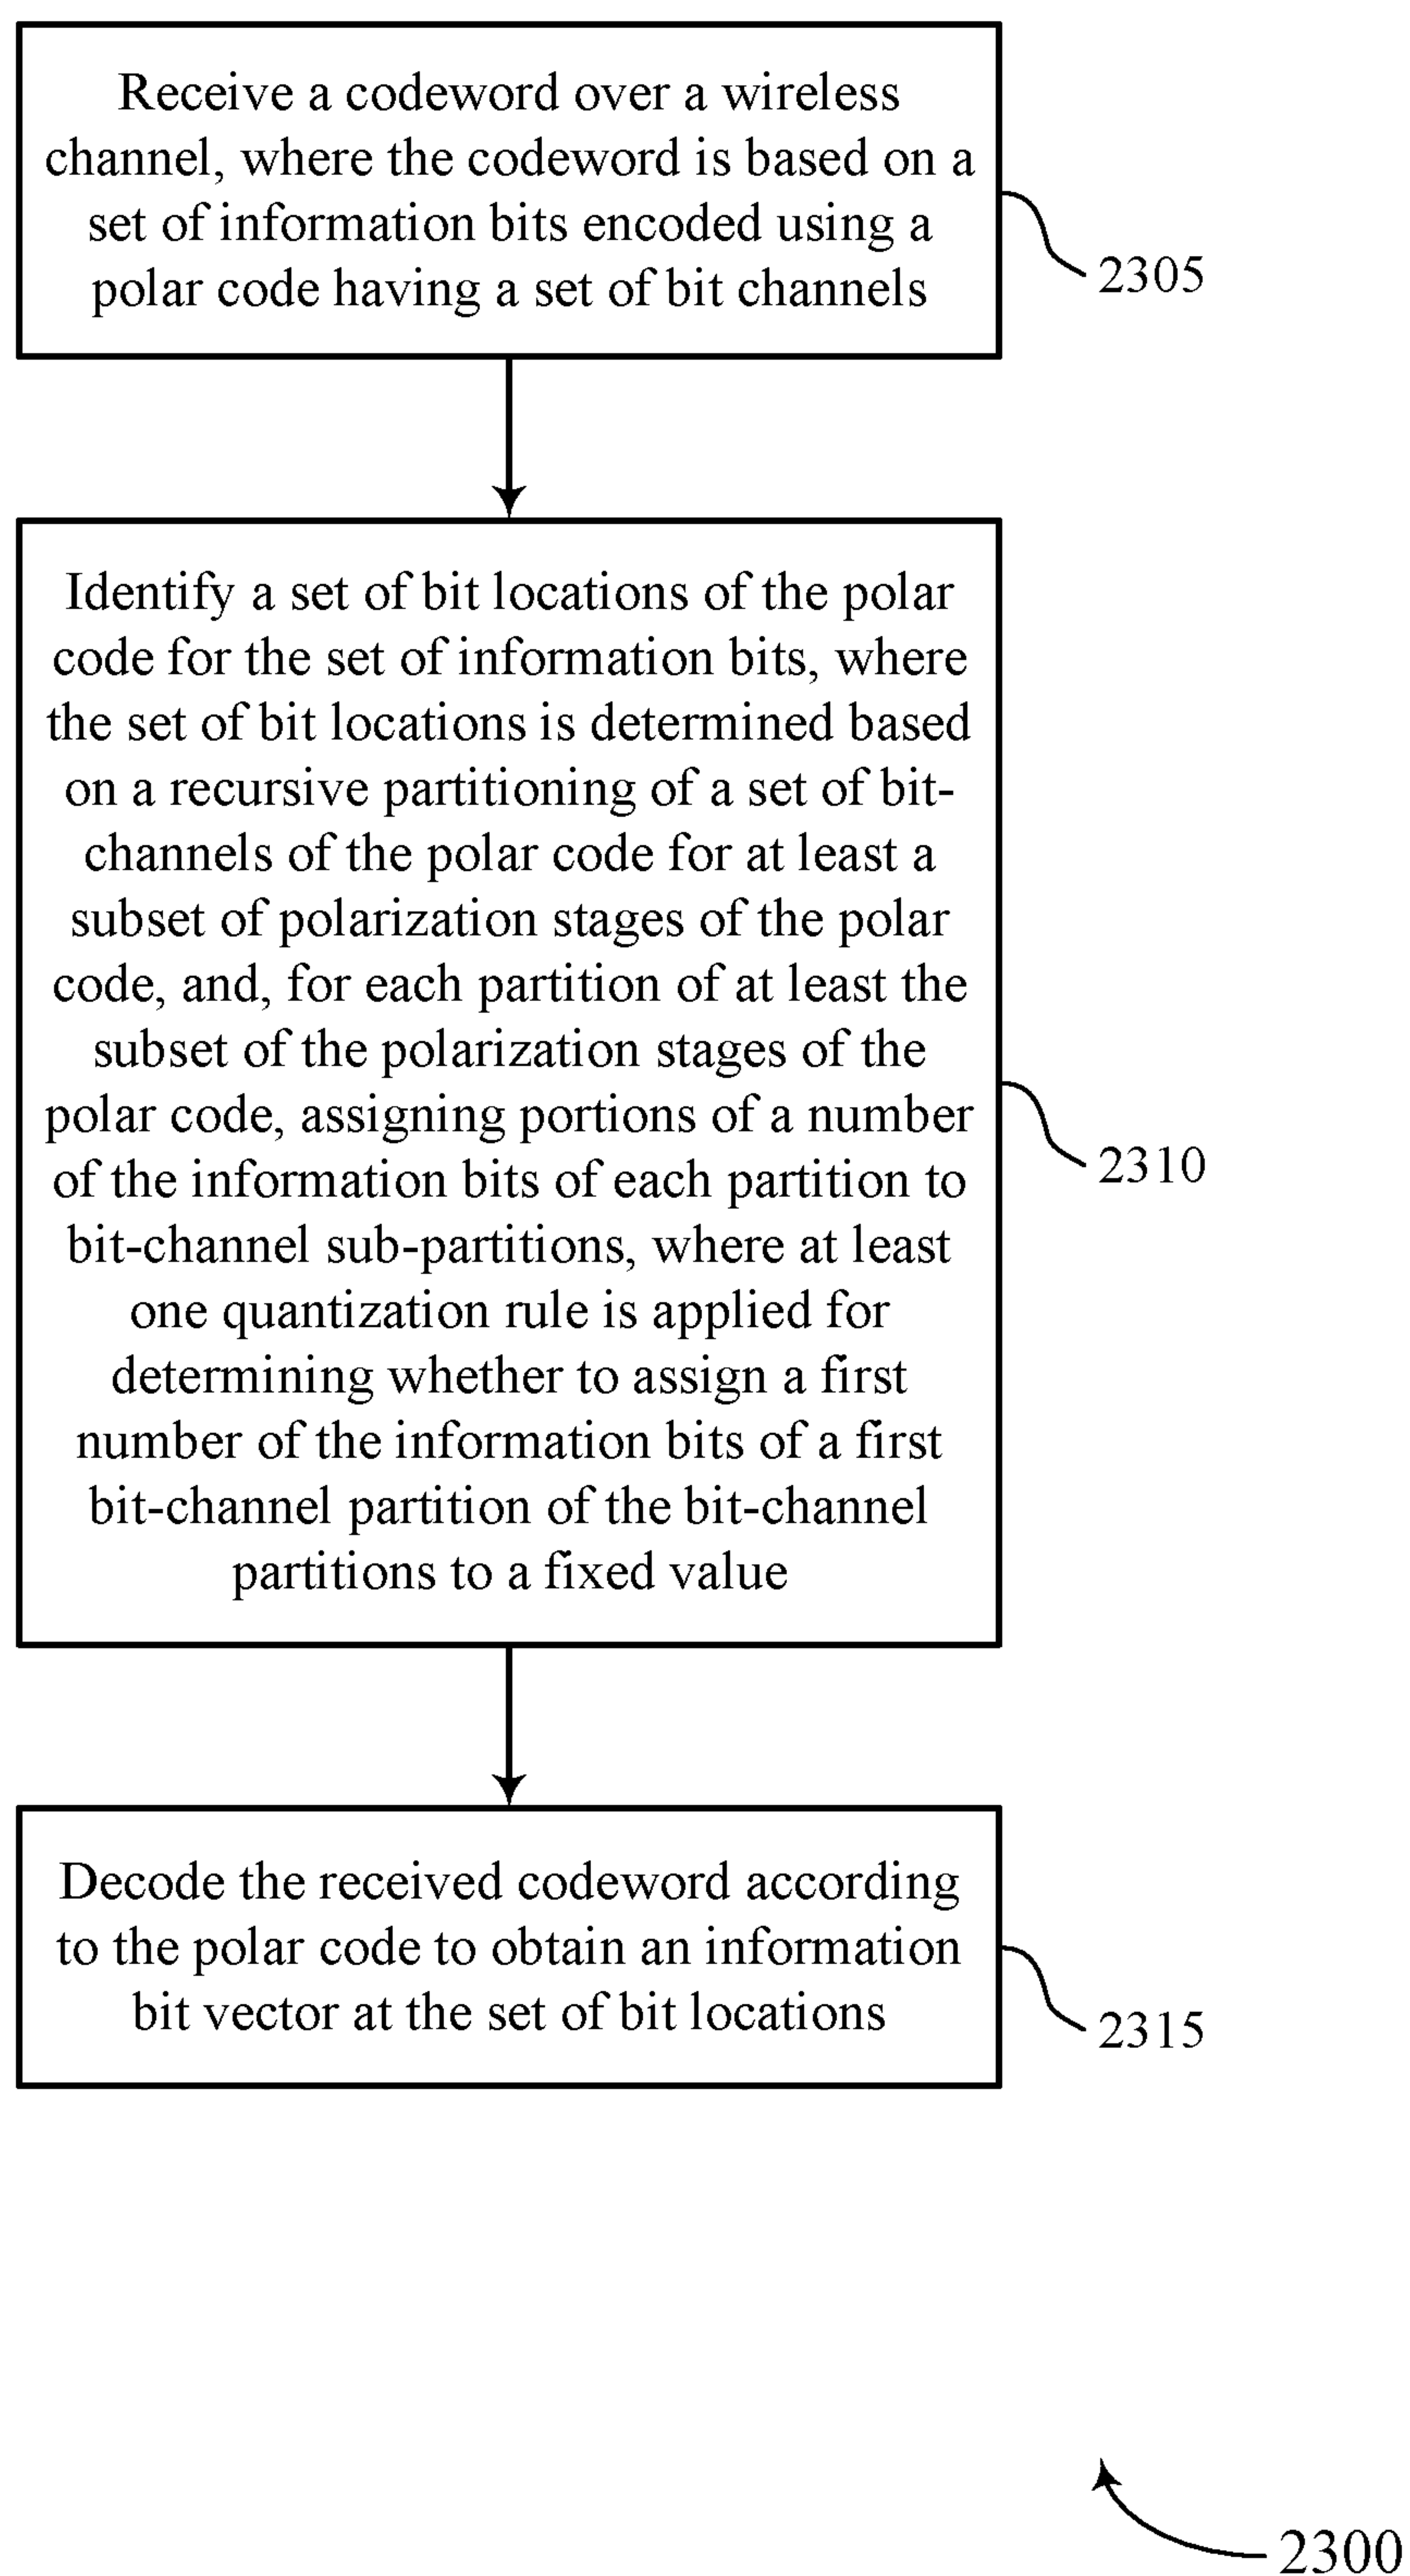 Receive a codeword over a wireless
channel, where the codeword is based on a
set of information bits encoded using a
polar code having a set of bit channels
2305
Identify a set of bit locations of the polar
code for the set of information bits, where
the set of bit locations is determined based
on a recursive partitioning of a set of bit-
channels of the polar code for at least a
subset of polarization stages of the polar
code, and, for each partition of at least the
subset of the polarization stages of the
polar code, assigning portions of a number
of the information bits of each partition to
bit-channel sub-partitions, where at least
one quantization rule is applied for
determining whether to assign a first
number of the information bits of a first
bit-channel partition of the bit-channel
partitions to a fixed value
2310
Decode the received codeword according
to the polar code to obtain an information
bit vector at the set of bit locations
2315
2300